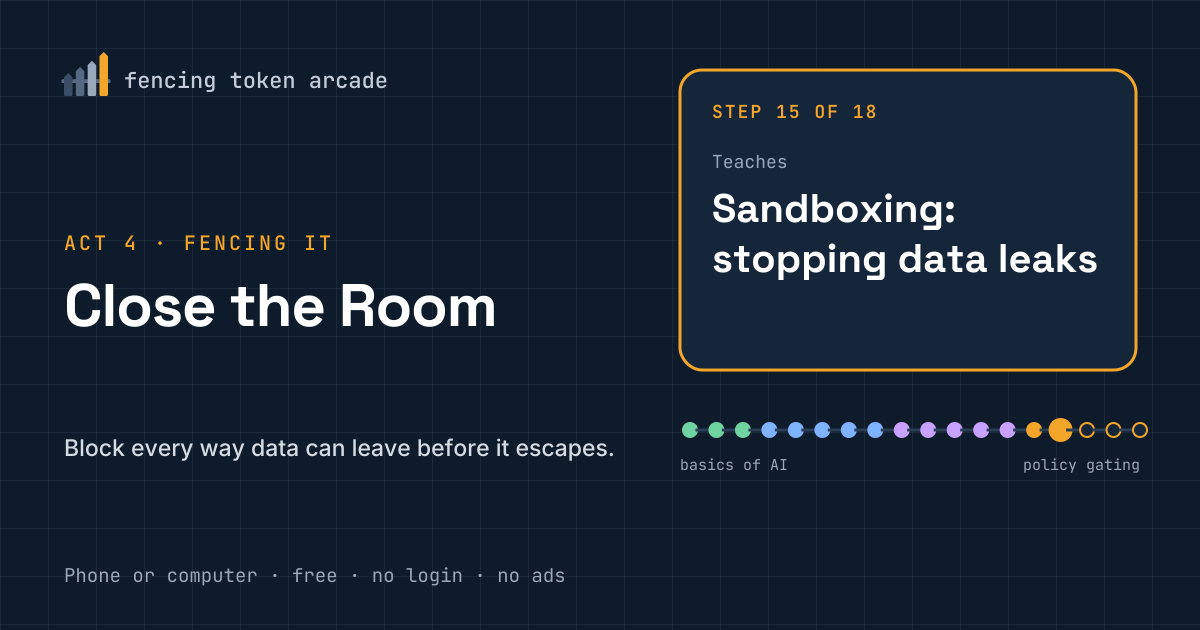 fencing token arcade
ACT 4 · FENCING IT
Close the Room
Block every way data can leave before it escapes.
Phone or computer · free · no login · no ads
STEP 15 OF 18
Teaches
Sandboxing:
stopping data leaks
basics of AI
policy gating